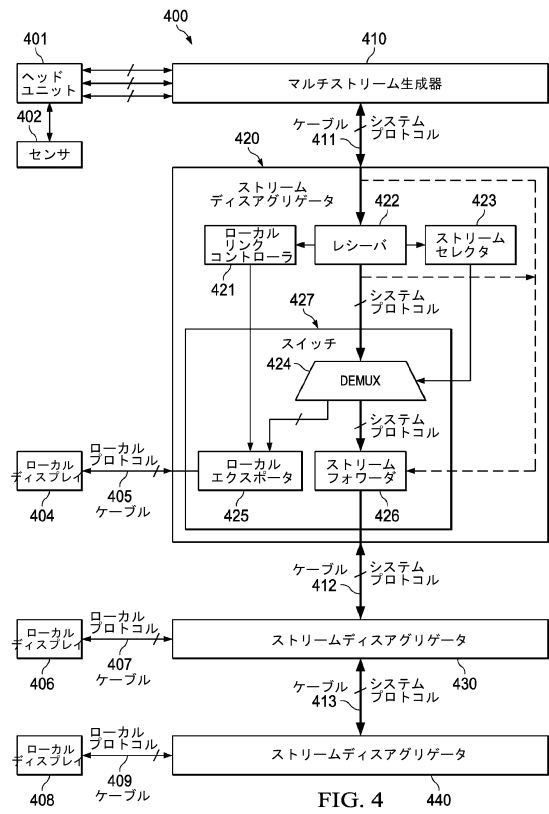 400
401
410
ヘッド
ユニット
マルチストリーム生成器
402
センサ
ケーブル
411
システム
プロトコル
420
ストリーム
ディスアグリゲータ
422
423
ローカル
リンク
コントローラ
421
レシーバ
ストリーム
セレクタ
システム
プロトコル
427
スイッチ
424
DEMUX
システム
プロトコル
ローカル
プロトコル
ローカル
ディスプレイ
404
405
ケーブル
ローカル
エクスポータ
425
ストリーム
フォワーダ
426
ケーブル
412
システム
プロトコル
ローカル
プロトコル
ローカル
ディスプレイ
406
407
ケーブル
ストリームディスアグリゲータ
430
ケーブル
413
システム
プロトコル
ローカル
プロトコル
ローカル
ディスプレイ
408
409
ケーブル
ストリームディスアグリゲータ
440
FIG. 4